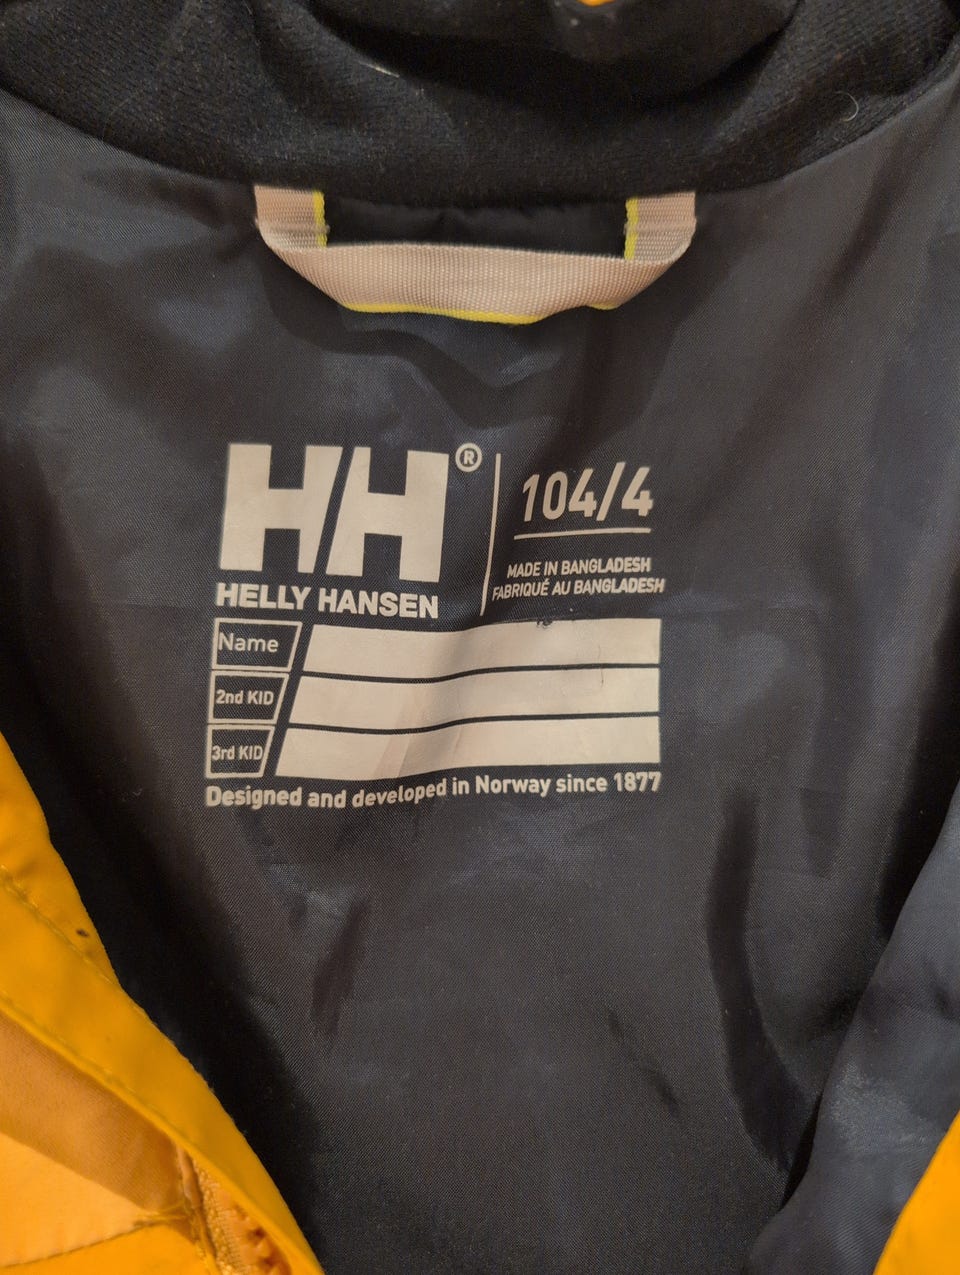 HH®
HELLY HANSEN
104/4
MADE IN BANGLADESH
FABRIQUÉ AU BANGLADESH
Name
2nd KID
3rd KID
Designed and developed in Norway since 1877